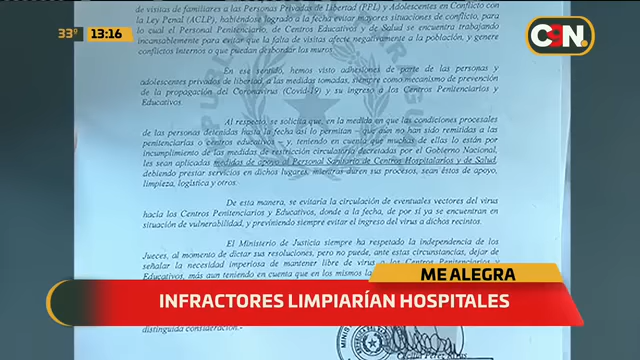 de visitas de familiares a las Personas Privadas de Libertad (PPL) y Adolescentes en Conflicto con
la Ley Penal (ACLP), habiéndose logrado a la fecha evitar mayores situaciones de conflicto, para
lo cual el Personal Penitenciario, de Centros Educativos y de Salud se encuentra trabajando
incansablemente para evitar que la falta de visitas afecte negativamente a la población, y genere
conflictos internos o que puedan desbordar los muros.
33º
13:16
C9N.
En ese sentido, hemos visto adhesiones de parte de las personas y
adolescentes privados de libertad, a las medidas tomadas, siempre como mecanismo de prevención
de la propagación del Coronavirus (Covid-19) y su ingreso a los Centros Penitenciarios y
Educativos.
Al respecto, se solicita que, en la medida en que las condiciones procesales
de las personas detenidas hasta la fecha así lo permitan - que aún no han sido remitidas a las
penitenciarías o centros educativos - y, teniendo en cuenta que muchas de ellas lo están por
incumplimiento de las medidas de restricción circulatoria decretadas por el Gobierno Nacional,
les sean aplicadas medidas de apoyo al Personal Sanitario de Centros Hospitalarios y de Salud,
debiendo prestar servicios en dichos lugares, mientras duren sus procesos, sean éstos de apoyo,
limpieza, logística y otros.
De esta manera, se evitaría la circulación de eventuales vectores del virus
hacia los Centros Penitenciarios y Educativos, donde a la fecha, de por sí ya se encuentran en
situación de vulnerabilidad, y previniendo siempre evitar el ingreso del virus a dichos recintos.
El Ministerio de Justicia siempre ha respetado la independencia de los
Jueces, al momento de dictar sus resoluciones, pero no puede, ante estas circunstancias, dejar de
señalar la necesidad imperiosa de mantener libre de virus a los Centros Penitenciarios y
Educativos, más aun teniendo en cuenta que en los mismos la
ME ALEGRA
INFRACTORES LIMPIARÍAN HOSPITALES
distinguida consideración.-